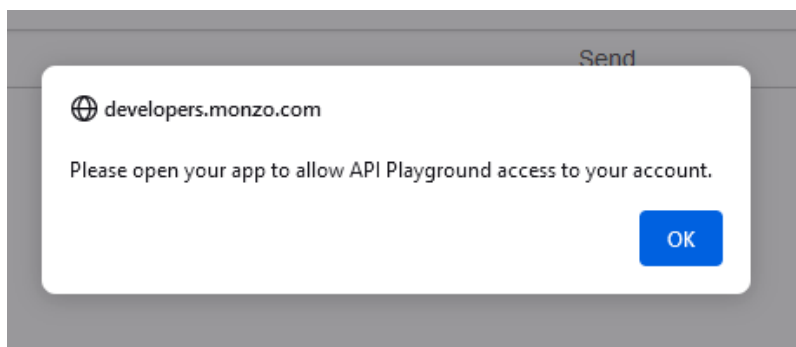 Send
developers.monzo.com
Please open your app to allow API Playground access to your account.
OK